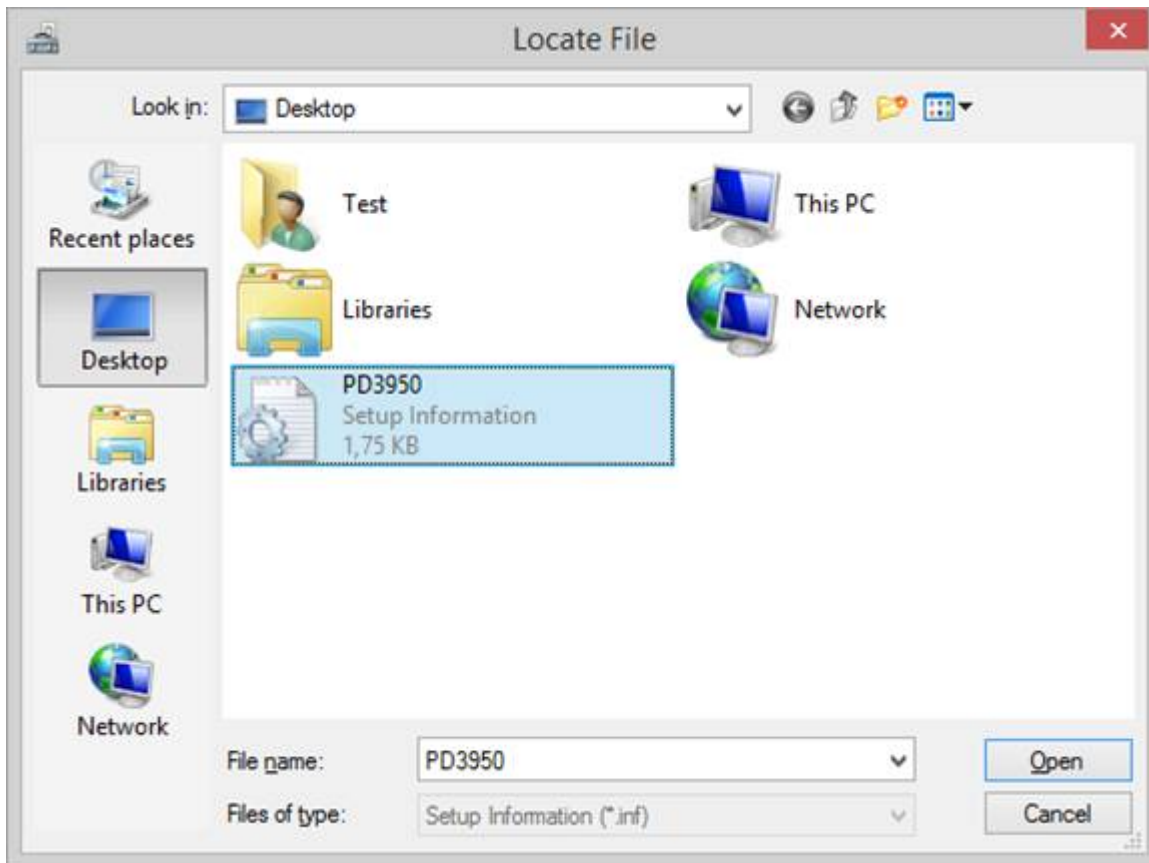 Locate File
Look in:
Desktop
Recent places
Desktop
Libraries
This PC
Network
Test
This PC
Libraries
Network
PD3950
Setup Information
1,75 KB
File name:
PD3950
Open
Files of type:
Setup Information (*.inf)
Cancel